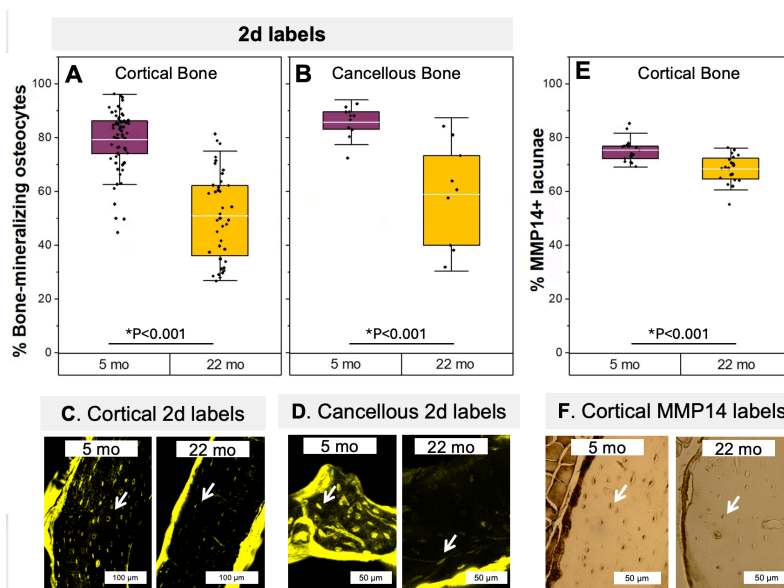 2d labels
A Cortical Bone
B Cancellous Bone
E Cortical Bone
% Bone-mineralizing osteocytes
100
80
60
40
20
0
*P<0.001
5 mo
22 mo
*P<0.001
5 mo
22 mo
% MMP14+ lacunae
100
80
60
40
20
0
*P<0.001
5 mo
22 mo
C. Cortical 2d labels
D. Cancellous 2d labels
F. Cortical MMP14 labels
5 mo
22 mo
5 mo
22 mo
5 mo
22 mo
100 µm
100 µm
50 µm
50 µm
50 µm
50 µm